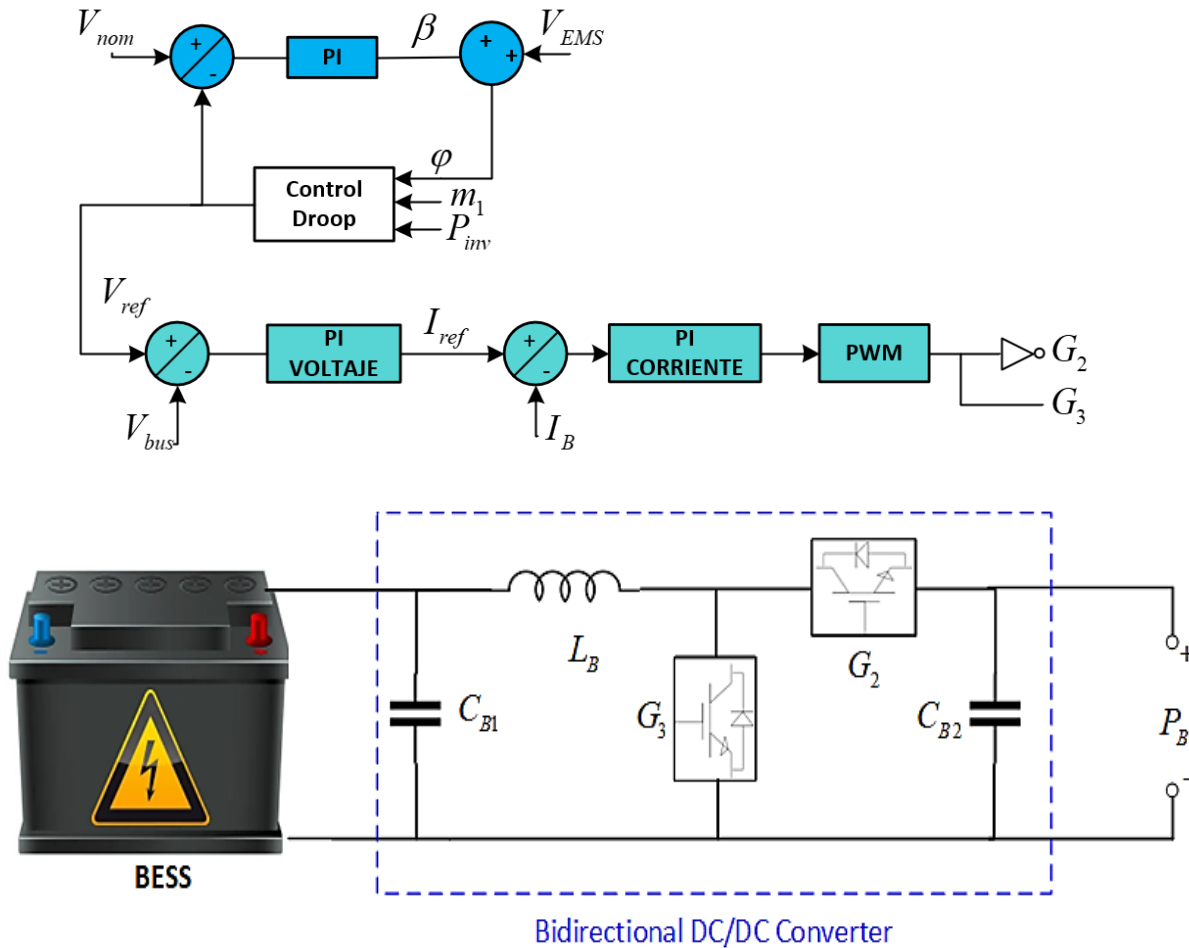 V_nom
+
-
PI
β
+
+
V_EMS
Control
Droop
φ
m_1
P_inv
V_ref
+
-
V_bus
PI
VOLTAJE
I_ref
+
-
I_B
PI
CORRIENTE
PWM
G_2
G_3
BESS
C_B1
L_B
G_3
G_2
C_B2
+
P_B
-
Bidirectional DC/DC Converter